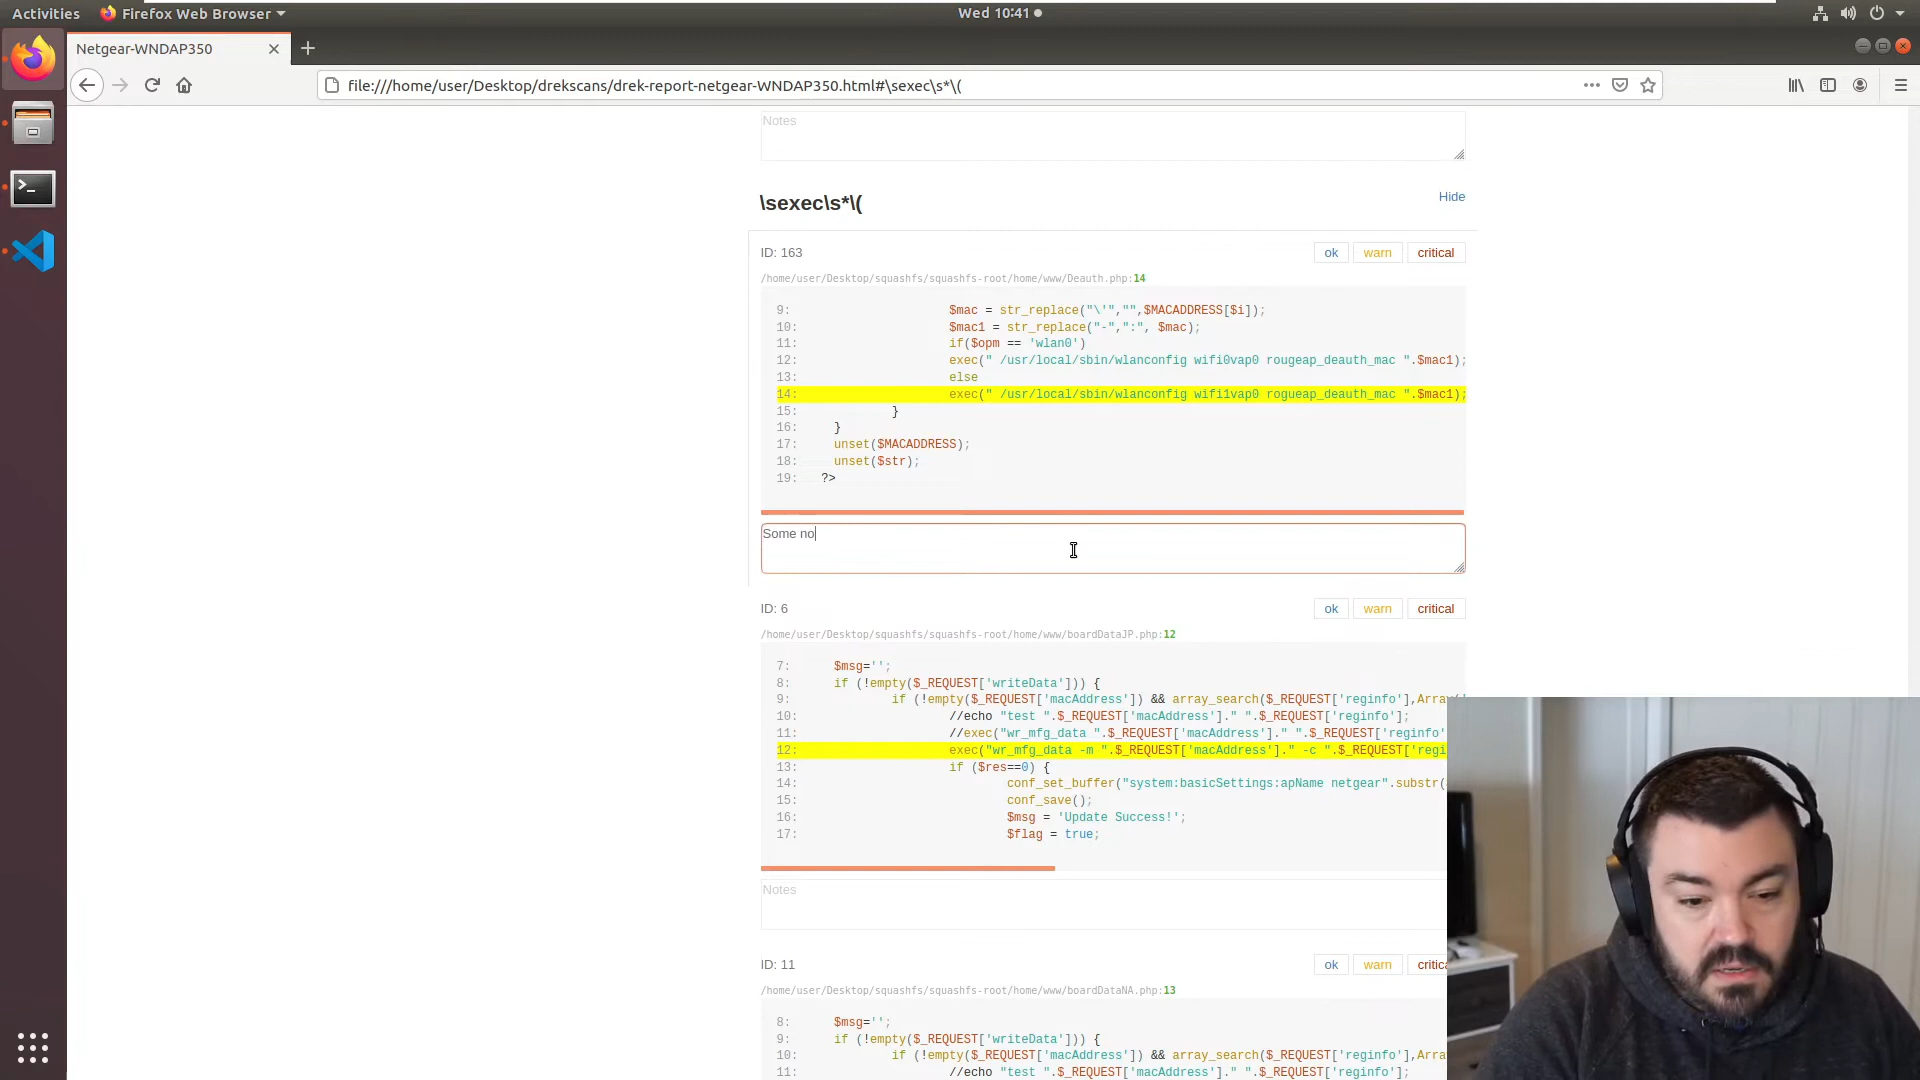 Activities Firefox Web Browser Wed 10:41
Netgear-WNDAP350
file:///home/user/Desktop/drekscans/drek-report-netgear-WNDAP350.html#\sexec\s*\(
Notes
\sexec\s*\( Hide
ID: 163 ok warn critical
/home/user/Desktop/squashfs/squashfs-root/home/www/Deauth.php:14
9: $mac = str_replace("\'","",$MACADDRESS[$i]);
10: $mac1 = str_replace("-",":", $mac);
11: if($opm == 'wlan0')
12: exec(" /usr/local/sbin/wlanconfig wifi0vap0 rougeap_deauth_mac ".$mac1);
13: else
14: exec(" /usr/local/sbin/wlanconfig wifi1vap0 rogueap_deauth_mac ".$mac1);
15: }
16: }
17: unset($MACADDRESS);
18: unset($str);
19: ?>
Some no
ID: 6 ok warn critical
/home/user/Desktop/squashfs/squashfs-root/home/www/boardDataJP.php:12
7: $msg='';
8: if (!empty($_REQUEST['writeData'])) {
9: if (!empty($_REQUEST['macAddress']) && array_search($_REQUEST['reginfo'],Array('
10: //echo "test ".$_REQUEST['macAddress']." ".$_REQUEST['reginfo'];
11: //exec("wr_mfg_data ".$_REQUEST['macAddress']." ".$_REQUEST['reginfo'
12: exec("wr_mfg_data -m ".$_REQUEST['macAddress']." -c ".$_REQUEST['regi
13: if ($res==0) {
14: conf_set_buffer("system:basicSettings:apName netgear".substr(
15: conf_save();
16: $msg = 'Update Success!';
17: $flag = true;
Notes
ID: 11 ok warn critic
/home/user/Desktop/squashfs/squashfs-root/home/www/boardDataNA.php:13
8: $msg='';
9: if (!empty($_REQUEST['writeData'])) {
10: if (!empty($_REQUEST['macAddress']) && array_search($_REQUEST['reginfo'],Arra
11: //echo "test ".$_REQUEST['macAddress']." ".$_REQUEST['reginfo'];